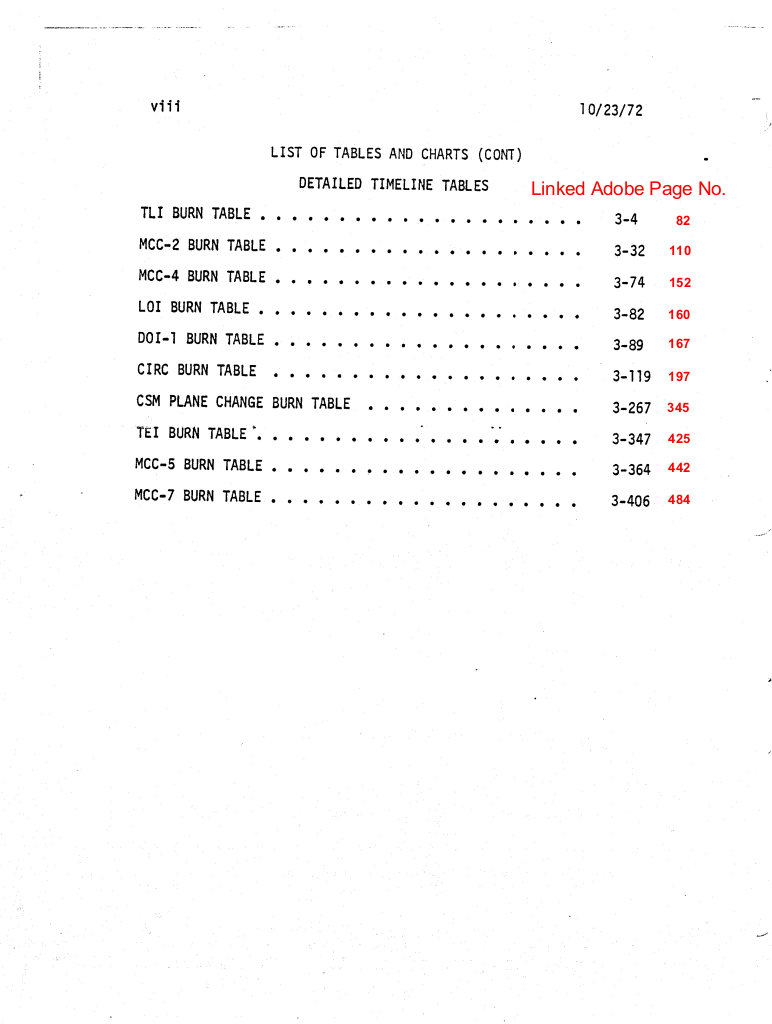 viii 10/23/72
LIST OF TABLES AND CHARTS (CONT)
DETAILED TIMELINE TABLES Linked Adobe Page No.
TLI BURN TABLE . . . . . . . . . . . . . . . . . . . . . 3-4 82
MCC-2 BURN TABLE . . . . . . . . . . . . . . . . . . . . 3-32 110
MCC-4 BURN TABLE . . . . . . . . . . . . . . . . . . . . 3-74 152
LOI BURN TABLE . . . . . . . . . . . . . . . . . . . . . 3-82 160
DOI-1 BURN TABLE . . . . . . . . . . . . . . . . . . . . 3-89 167
CIRC BURN TABLE . . . . . . . . . . . . . . . . . . . . 3-119 197
CSM PLANE CHANGE BURN TABLE . . . . . . . . . . . . . . 3-267 345
TEI BURN TABLE . . . . . . . . . . . . . . . . . . . . . 3-347 425
MCC-5 BURN TABLE . . . . . . . . . . . . . . . . . . . . 3-364 442
MCC-7 BURN TABLE . . . . . . . . . . . . . . . . . . . . 3-406 484